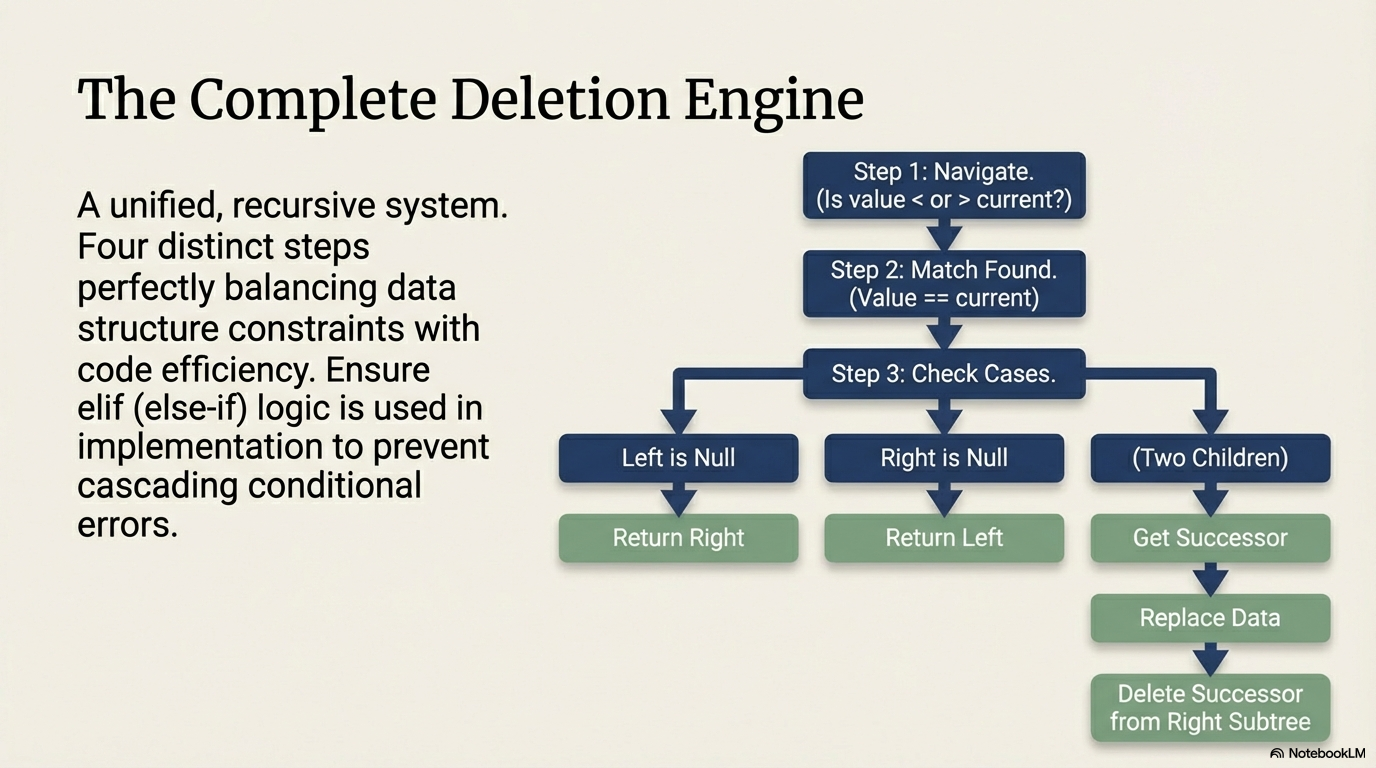 The Complete Deletion Engine
A unified, recursive system.
Four distinct steps
perfectly balancing data
structure constraints with
code efficiency. Ensure
elif (else-if) logic is used in
implementation to prevent
cascading conditional
errors.
Step 1: Navigate.
(Is value < or > current?)
Step 2: Match Found.
(Value == current)
Step 3: Check Cases.
Left is Null
Right is Null
(Two Children)
Return Right
Return Left
Get Successor
Replace Data
Delete Successor
from Right Subtree
NotebookLM